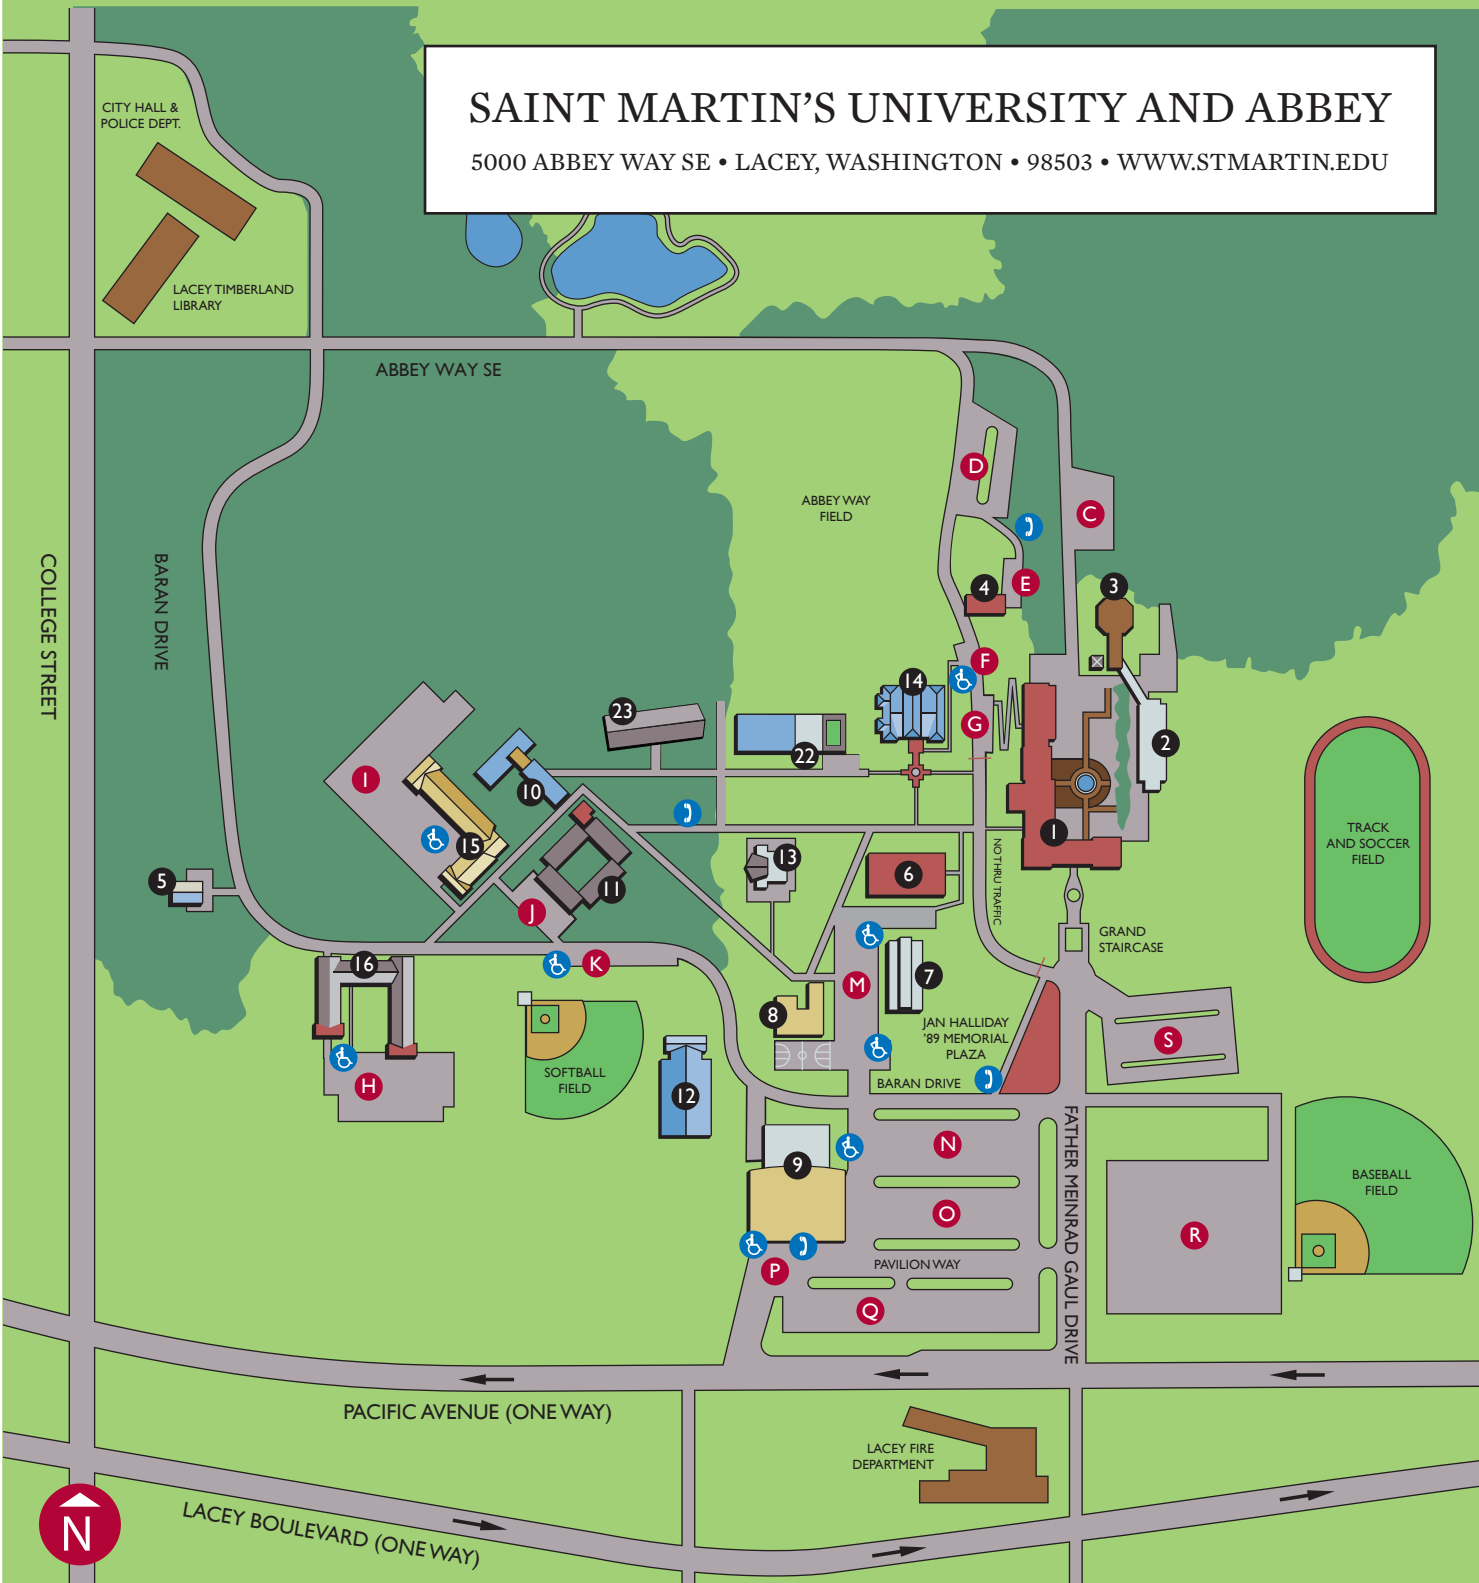 SAINT MARTIN'S UNIVERSITY AND ABBEY
5000 ABBEY WAY SE • LACEY, WASHINGTON • 98503 • WWW.STMARTIN.EDU
CITY HALL &
POLICE DEPT.
LACEY TIMBERLAND
LIBRARY
ABBEY WAY SE
COLLEGE STREET
BARAN DRIVE
ABBEY WAY
FIELD
D
C
E
4
3
F
14
G
2
23
22
I
10
15
1
13
6
11
5
J
NO THRU TRAFFIC
TRACK
AND SOCCER
FIELD
GRAND
STAIRCASE
16
K
M
7
8
JAN HALLIDAY
'89 MEMORIAL
PLAZA
S
H
SOFTBALL
FIELD
12
BARAN DRIVE
N
9
O
P
PAVILION WAY
Q
FATHER MEINRAD GAUL DRIVE
R
BASEBALL
FIELD
PACIFIC AVENUE (ONE WAY)
LACEY FIRE
DEPARTMENT
LACEY BOULEVARD (ONE WAY)
N